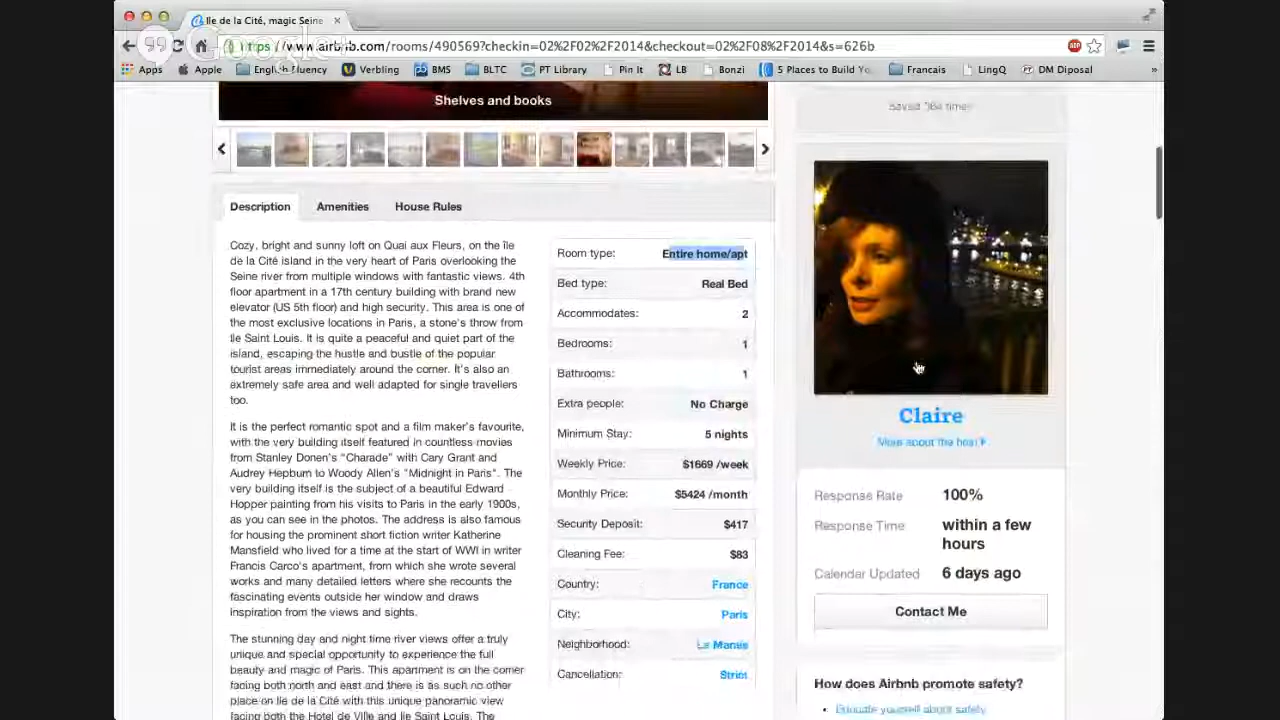 Ile de la Cité, magic Seine
https://www.airbnb.com/rooms/490569?checkin=02%2F02%2F2014&checkout=02%2F08%2F2014&s=626b
Apps Apple English Fluency Verbling BMS BLTC PT Library Pin It LB Bonzi 5 Places to Build Yo Francais LingQ DM Diposal »
Google+
Shelves and books
Saved 364 times
Description Amenities House Rules
Cozy, bright and sunny loft on Quai aux Fleurs, on the île
de la Cité island in the very heart of Paris overlooking the
Seine river from multiple windows with fantastic views. 4th
floor apartment in a 17th century building with brand new
elevator (US 5th floor) and high security. This area is one of
the most exclusive locations in Paris, a stone's throw from
Ile Saint Louis. It is quite a peaceful and quiet part of the
island, escaping the hustle and bustle of the popular
tourist areas immediately around the corner. It's also an
extremely safe area and well adapted for single travellers
too.
It is the perfect romantic spot and a film maker's favourite,
with the very building itself featured in countless movies
from Stanley Donen's "Charade" with Cary Grant and
Audrey Hepburn to Woody Allen's "Midnight in Paris". The
very building itself is the subject of a beautiful Edward
Hopper painting from his visits to Paris in the early 1900s,
as you can see in the photos. The address is also famous
for housing the prominent short fiction writer Katherine
Mansfield who lived for a time at the start of WWI in writer
Francis Carco's apartment, from which she wrote several
works and many detailed letters where she recounts the
fascinating events outside her window and draws
inspiration from the views and sights.
The stunning day and night time river views offer a truly
unique and special opportunity to experience the full
beauty and magic of Paris. This apartment is on the corner
facing both north and east and there is as such no other
place on Ile de la Cité with this unique panoramic view
facing both the Hotel de Ville and Ile Saint Louis. The
Room type: Entire home/apt
Bed type: Real Bed
Accommodates: 2
Bedrooms: 1
Bathrooms: 1
Extra people: No Charge
Minimum Stay: 5 nights
Weekly Price: $1669 /week
Monthly Price: $5424 /month
Security Deposit: $417
Cleaning Fee: $83
Country: France
City: Paris
Neighborhood: Le Marais
Cancellation: Strict
Claire
More about the host
Response Rate 100%
Response Time within a few
hours
Calendar Updated 6 days ago
Contact Me
How does Airbnb promote safety?
• Educate yourself about safety